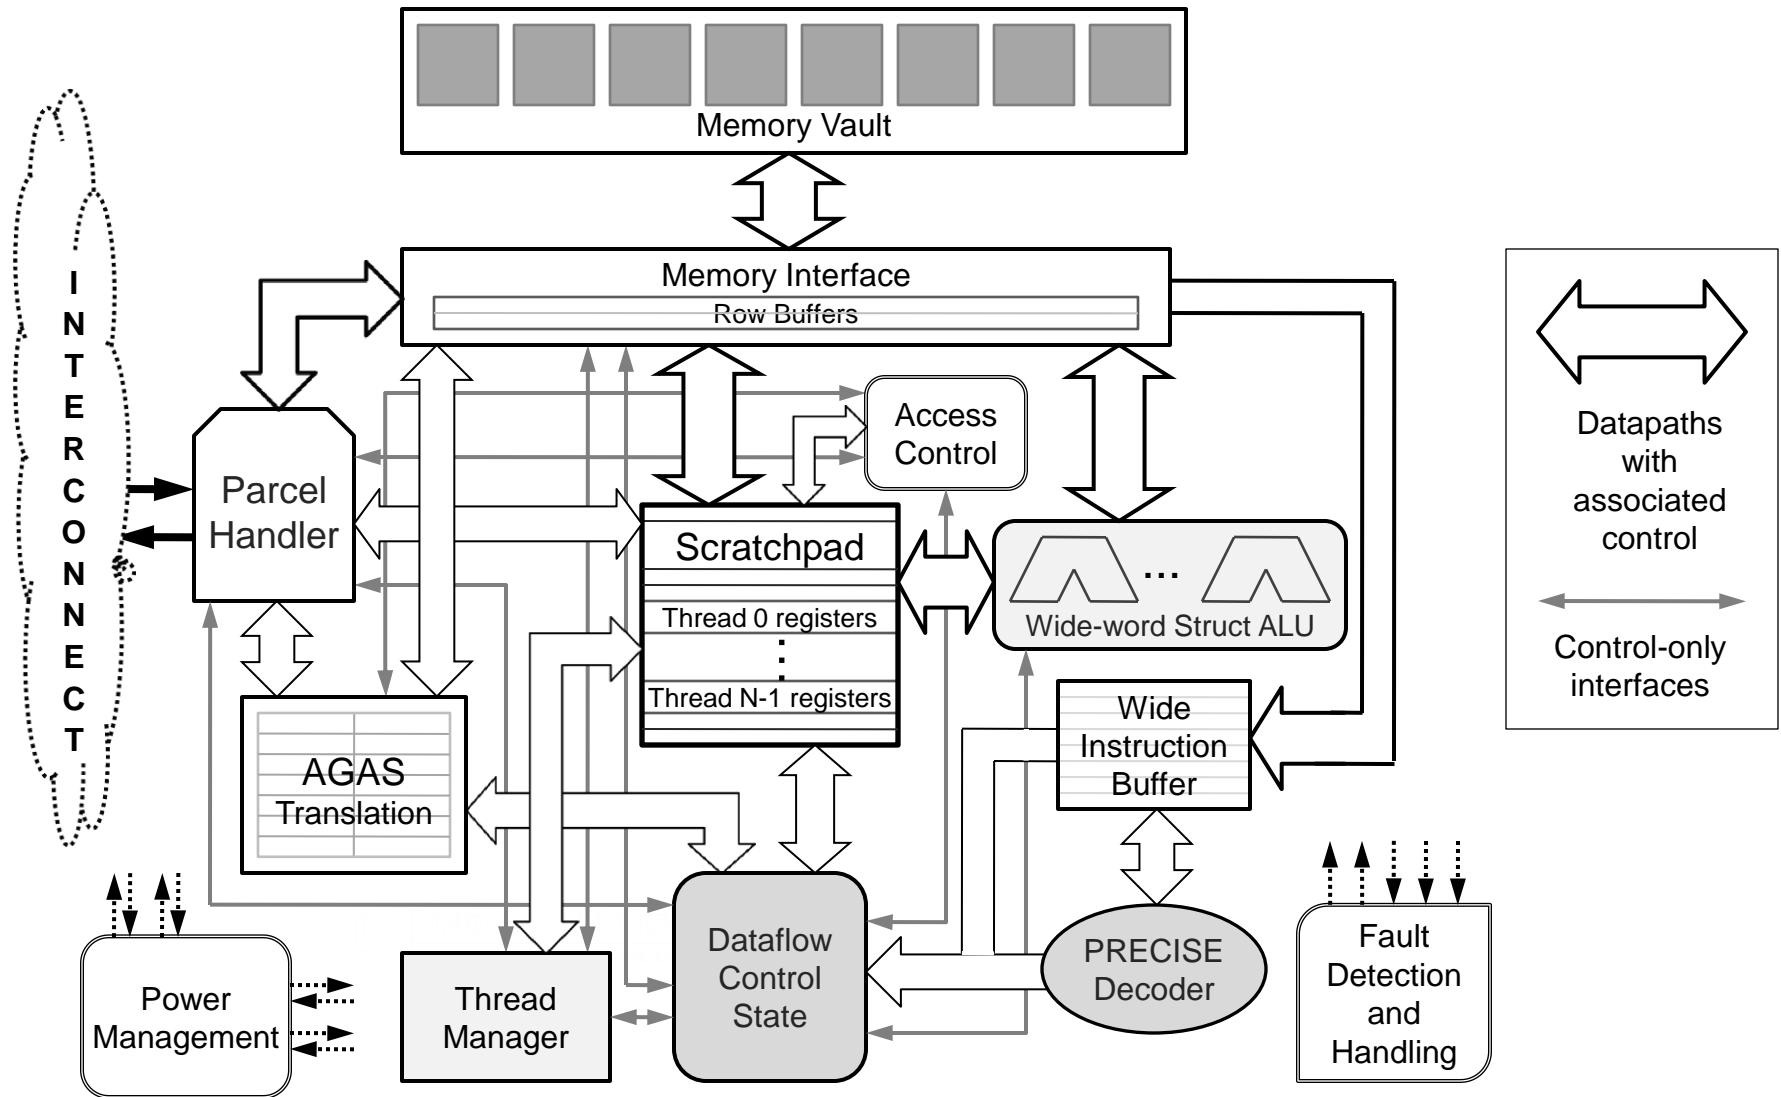 Memory Vault
INTERCONNECT
Memory Interface
Row Buffers
Access
Control
Parcel
Handler
Scratchpad
Thread 0 registers
Thread N-1 registers
...
Wide-word Struct ALU
Wide
Instruction
Buffer
AGAS
Translation
Dataflow
Control
State
PRECISE
Decoder
Fault
Detection
and
Handling
Power
Management
Thread
Manager
Datapaths
with
associated
control
Control-only
interfaces